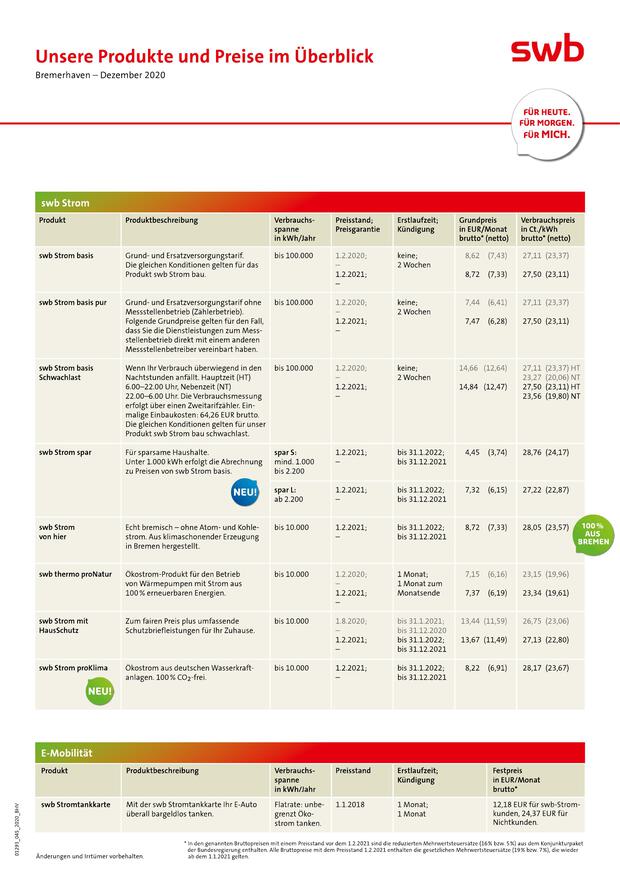 Unsere Produkte und Preise im Überblick
Bremerhaven – Dezember 2020
swb
FÜR HEUTE.
FÜR MORGEN.
FÜR MICH.
swb Strom
Produkt
Produktbeschreibung
Verbrauchs-
spanne
in kWh/Jahr
Preisstand;
Preisgarantie
Erstlaufzeit;
Kündigung
Grundpreis
in EUR/Monat
brutto* (netto)
Verbrauchspreis
in Ct./kWh
brutto* (netto)
swb Strom basis
Grund- und Ersatzversorgungstarif.
Die gleichen Konditionen gelten für das
Produkt swb Strom bau.
bis 100.000
1.2.2020;
–
1.2.2021;
–
keine;
2 Wochen
8,62 (7,43)
8,72 (7,33)
27,11 (23,37)
27,50 (23,11)
swb Strom basis pur
Grund- und Ersatzversorgungstarif ohne
Messstellenbetrieb (Zählerbetrieb).
Folgende Grundpreise gelten für den Fall,
dass Sie die Dienstleistungen zum Mess-
stellenbetrieb direkt mit einem anderen
Messstellenbetreiber vereinbart haben.
bis 100.000
1.2.2020;
–
1.2.2021;
–
keine;
2 Wochen
7,44 (6,41)
7,47 (6,28)
27,11 (23,37)
27,50 (23,11)
swb Strom basis
Schwachlast
Wenn Ihr Verbrauch überwiegend in den
Nachtstunden anfällt. Hauptzeit (HT)
6.00–22.00 Uhr, Nebenzeit (NT)
22.00–6.00 Uhr. Die Verbrauchsmessung
erfolgt über einen Zweitarifzähler. Ein-
malige Einbaukosten: 64,26 EUR brutto.
Die gleichen Konditionen gelten für unser
Produkt swb Strom bau schwachlast.
bis 100.000
1.2.2020;
–
1.2.2021;
–
keine;
2 Wochen
14,66 (12,64)
14,84 (12,47)
27,11 (23,37) HT
23,27 (20,06) NT
27,50 (23,11) HT
23,56 (19,80) NT
swb Strom spar
Für sparsame Haushalte.
Unter 1.000 kWh erfolgt die Abrechnung
zu Preisen von swb Strom basis.
NEU!
spar S:
mind. 1.000
bis 2.200
1.2.2021;
–
bis 31.1.2022;
bis 31.12.2021
4,45 (3,74)
28,76 (24,17)
spar L:
ab 2.200
1.2.2021;
–
bis 31.1.2022;
bis 31.12.2021
7,32 (6,15)
27,22 (22,87)
swb Strom
von hier
Echt bremisch – ohne Atom- und Kohle-
strom. Aus klimaschonender Erzeugung
in Bremen hergestellt.
bis 10.000
1.2.2021;
–
bis 31.1.2022;
bis 31.12.2021
8,72 (7,33)
28,05 (23,57)
100 %
AUS
BREMEN
swb thermo proNatur
Ökostrom-Produkt für den Betrieb
von Wärmepumpen mit Strom aus
100 % erneuerbaren Energien.
bis 10.000
1.2.2020;
–
1.2.2021;
–
1 Monat;
1 Monat zum
Monatsende
7,15 (6,16)
7,37 (6,19)
23,15 (19,96)
23,34 (19,61)
swb Strom mit
HausSchutz
Zum fairen Preis plus umfassende
Schutzbriefleistungen für Ihr Zuhause.
bis 10.000
1.8.2020;
–
1.2.2021;
–
bis 31.1.2021;
bis 31.12.2020
bis 31.1.2022;
bis 31.12.2021
13,44 (11,59)
13,67 (11,49)
26,75 (23,06)
27,13 (22,80)
swb Strom proKlima
NEU!
Ökostrom aus deutschen Wasserkraft-
anlagen. 100 % CO₂-frei.
bis 10.000
1.2.2021;
–
bis 31.1.2022;
bis 31.12.2021
8,22 (6,91)
28,17 (23,67)
E-Mobilität
Produkt
Produktbeschreibung
Verbrauchs-
spanne
in kWh/Jahr
Preisstand
Erstlaufzeit;
Kündigung
Festpreis
in EUR/Monat
brutto*
swb Stromtankkarte
Mit der swb Stromtankkarte Ihr E-Auto
überall bargeldlos tanken.
Flatrate: unbe-
grenzt Öko-
strom tanken.
1.1.2018
1 Monat;
1 Monat
12,18 EUR für swb-Strom-
kunden, 24,37 EUR für
Nichtkunden.
Änderungen und Irrtümer vorbehalten.
* In den genannten Bruttopreisen mit einem Preisstand vor dem 1.2.2021 sind die reduzierten Mehrwertsteuersätze (16% bzw. 5%) aus dem Konjunkturpaket
der Bundesregierung enthalten. Alle Bruttopreise mit dem Preisstand 1.2.2021 enthalten die gesetzlichen Mehrwertsteuersätze (19% bzw. 7%), die wieder
ab dem 1.1.2021 gelten.